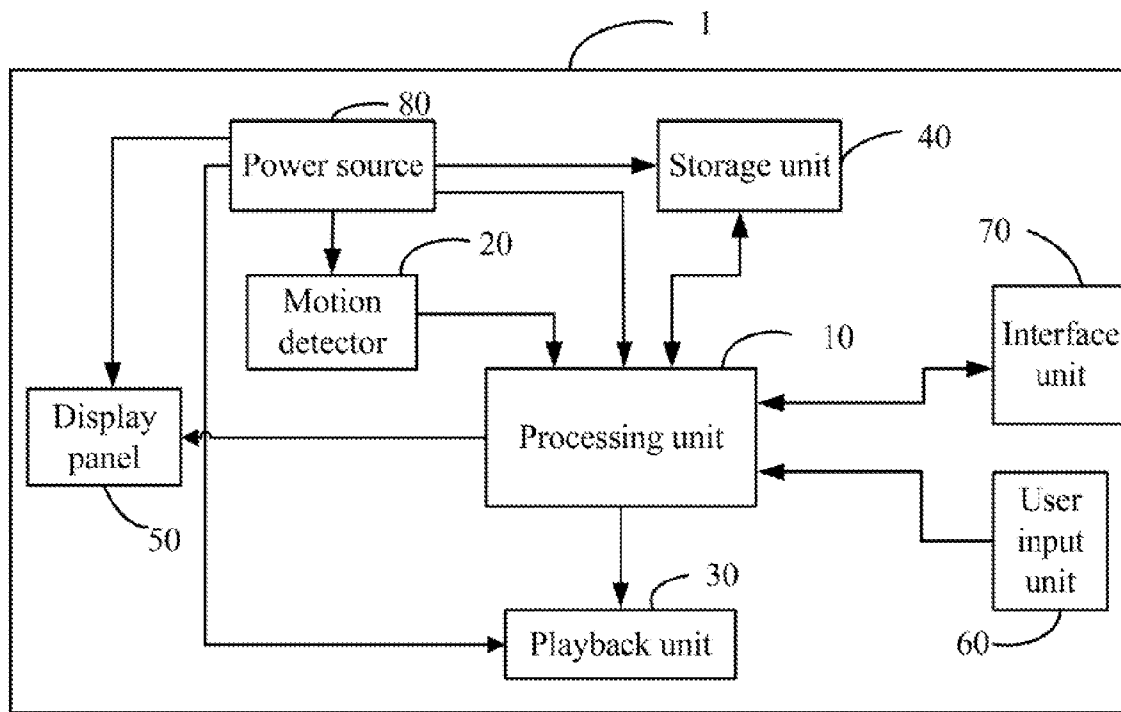 1
80
Power source
Storage unit
40
20
Motion
detector
70
Interface
unit
10
Processing unit
Display
panel
50
User
input
unit
60
30
Playback unit